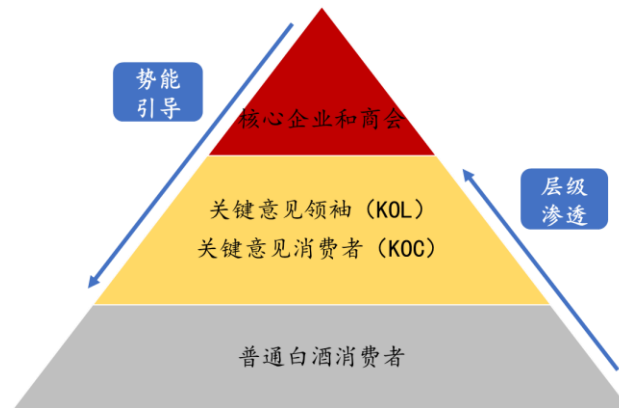 势能
引导
核心企业和商会
关键意见领袖（KOL）
关键意见消费者（KOC）
层级
渗透
普通白酒消费者